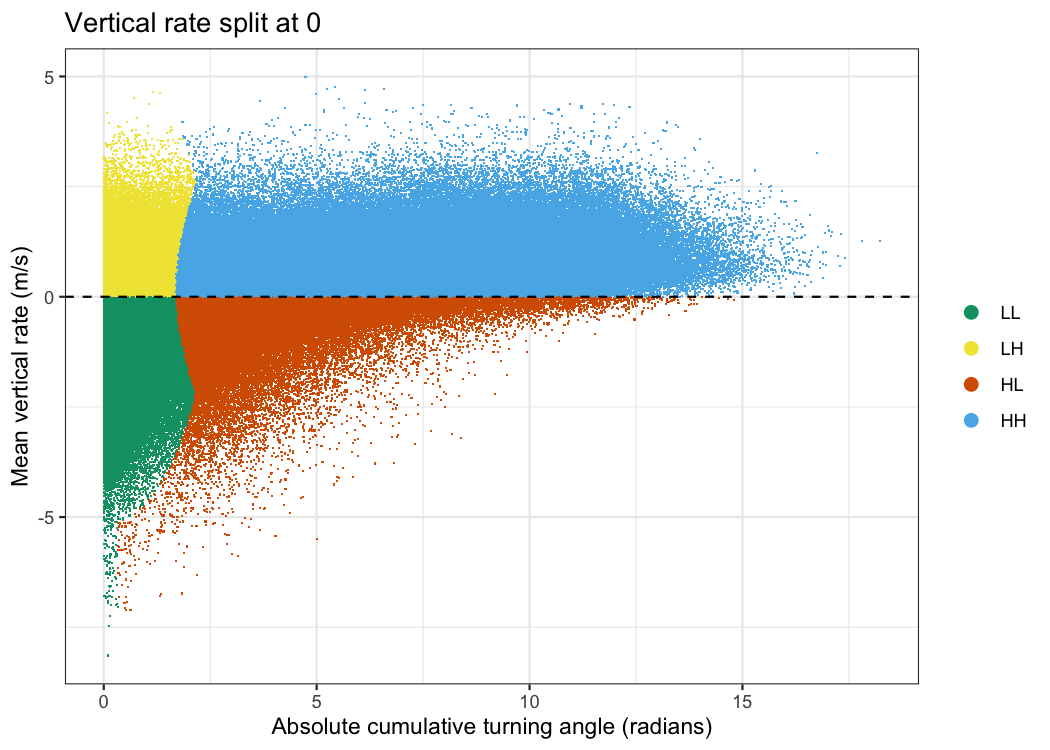 Vertical rate split at 0
5
0
-5
Mean vertical rate (m/s)
0
5
10
15
Absolute cumulative turning angle (radians)
LL
LH
HL
HH